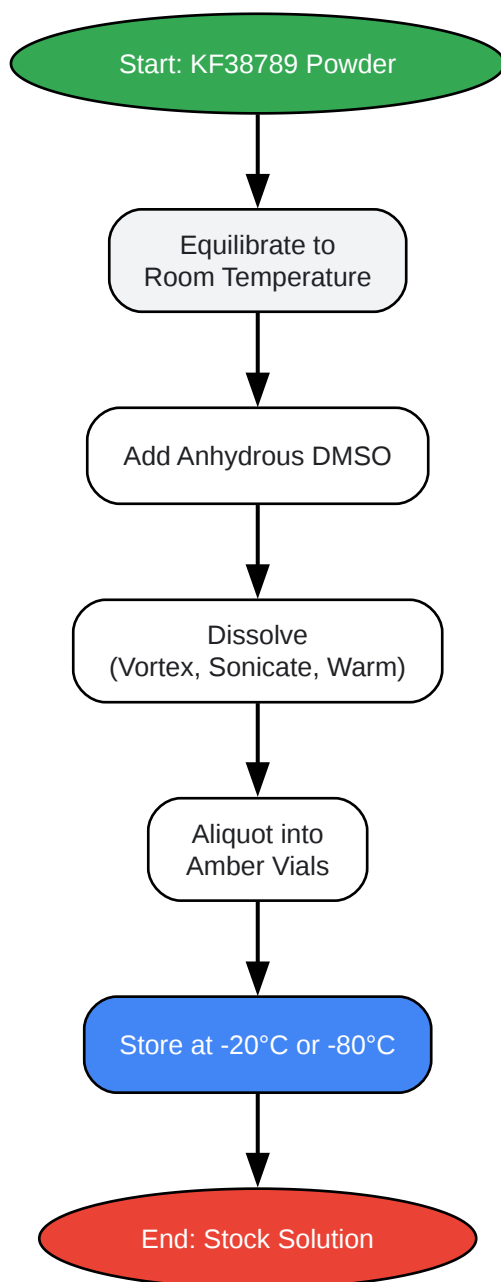 Start: KF38789 Powder
Equilibrate to
Room Temperature
Add Anhydrous DMSO
Dissolve
(Vortex, Sonicate, Warm)
Aliquot into
Amber Vials
Store at -20°C or -80°C
End: Stock Solution